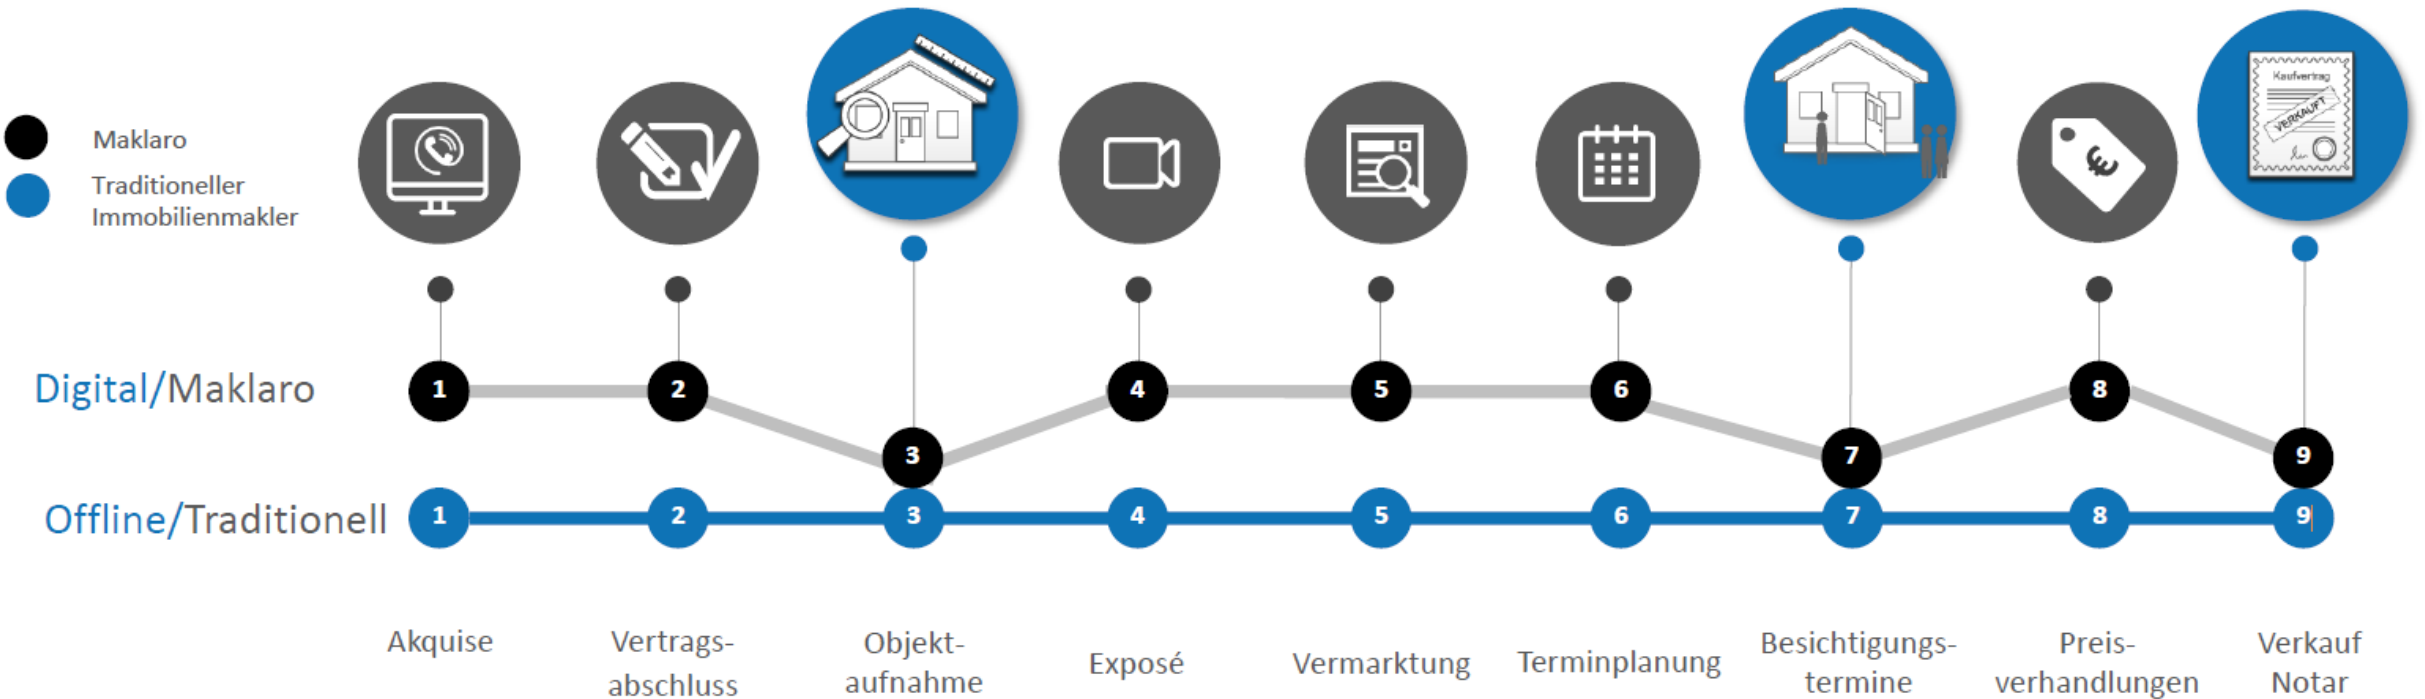 Kaufvertrag
VERKAUFT
Maklaro
Traditioneller
Immobilienmakler
Digital/Maklaro
1
2
3
4
5
6
7
8
9
Offline/Traditionell
1
2
3
4
5
6
7
8
9
Akquise
Vertrags-
abschluss
Objekt-
aufnahme
Exposé
Vermarktung
Terminplanung
Besichtigungs-
termine
Preis-
verhandlungen
Verkauf
Notar